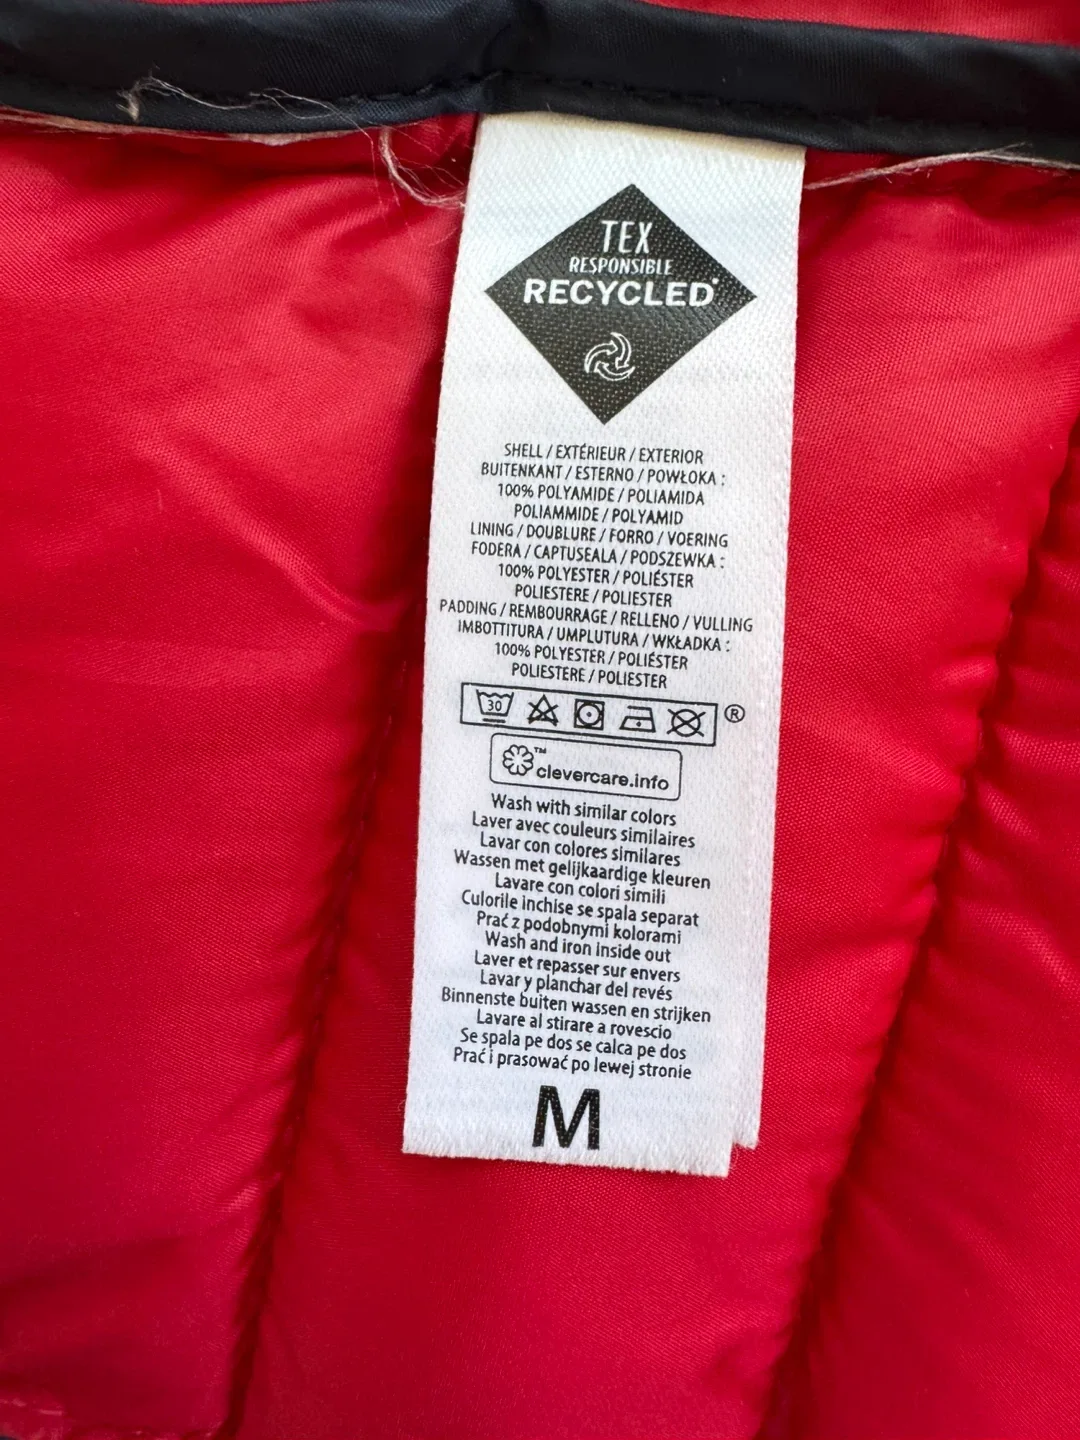 TEX
RESPONSIBLE
RECYCLED®
SHELL / EXTÉRIEUR / EXTERIOR
BUITENKANT / ESTERNO / POWŁOKA :
100% POLYAMIDE / POLIAMIDA
POLIAMMIDE / POLYAMID
LINING / DOUBLURE / FORRO / VOERING
FODERA / CAPTUSEALA / PODSZEWKA :
100% POLYESTER / POLIÉSTER
POLIESTERE / POLIESTER
PADDING / REMBOURRAGE / RELLENO / VULLING
IMBOTTITURA / UMPLUTURA / WKŁADKA :
100% POLYESTER / POLIÉSTER
POLIESTERE / POLIESTER
30 ®
™ clevercare.info
Wash with similar colors
Laver avec couleurs similaires
Lavar con colores similares
Wassen met gelijkaardige kleuren
Lavare con colori simili
Culorile inchise se spala separat
Prać z podobnymi kolorami
Wash and iron inside out
Laver et repasser sur envers
Lavar y planchar del revés
Binnenste buiten wassen en strijken
Lavare al stirare a rovescio
Se spala pe dos se calca pe dos
Prać i prasować po lewej stronie
M